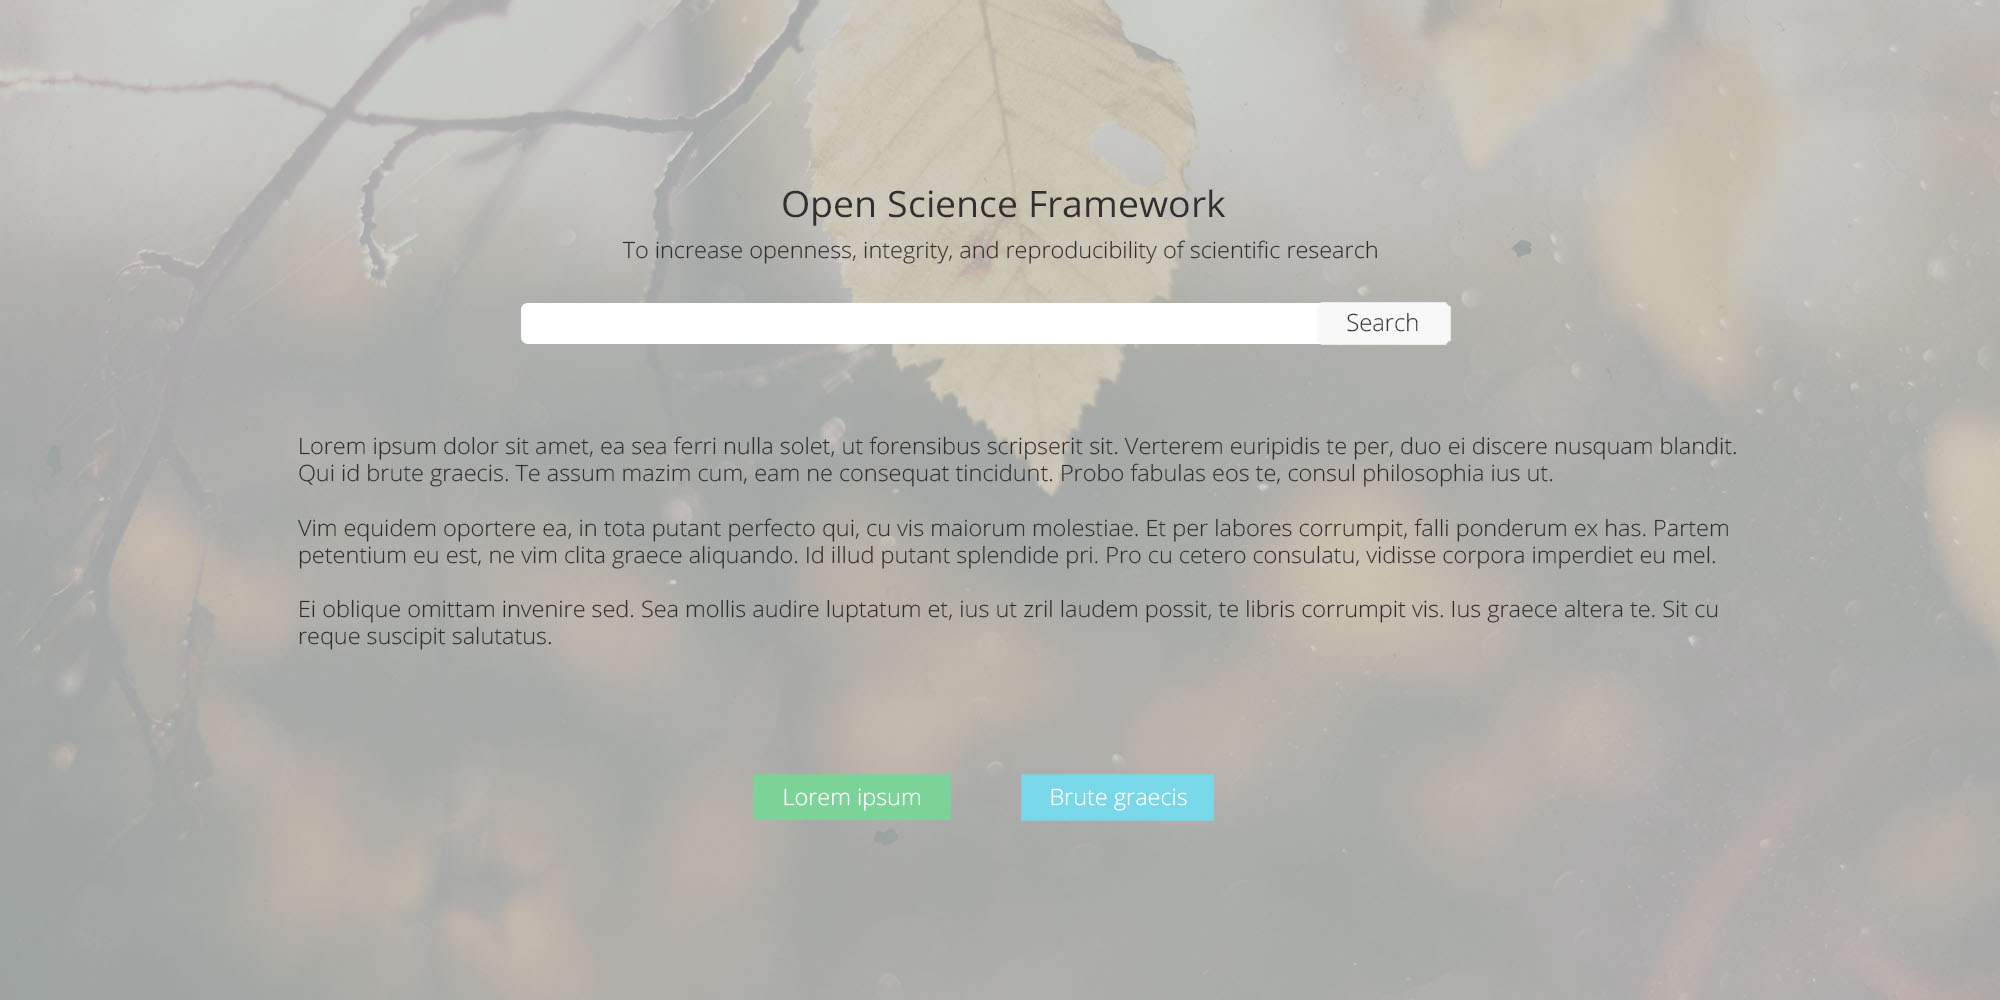 Open Science Framework
To increase openness, integrity, and reproducibility of scientific research
Search
Lorem ipsum dolor sit amet, ea sea ferri nulla solet, ut forensibus scripserit sit. Verterem euripidis te per, duo ei discere nusquam blandit.
Qui id brute graecis. Te assum mazim cum, eam ne consequat tincidunt. Probo fabulas eos te, consul philosophia ius ut.
Vim equidem oportere ea, in tota putant perfecto qui, cu vis maiorum molestiae. Et per labores corrumpit, falli ponderum ex has. Partem
petentium eu est, ne vim clita graece aliquando. Id illud putant splendide pri. Pro cu cetero consulatu, vidisse corpora imperdiet eu mel.
Ei oblique omittam invenire sed. Sea mollis audire luptatum et, ius ut zril laudem possit, te libris corrumpit vis. Ius graece altera te. Sit cu
reque suscipit salutatus.
Lorem ipsum
Brute graecis